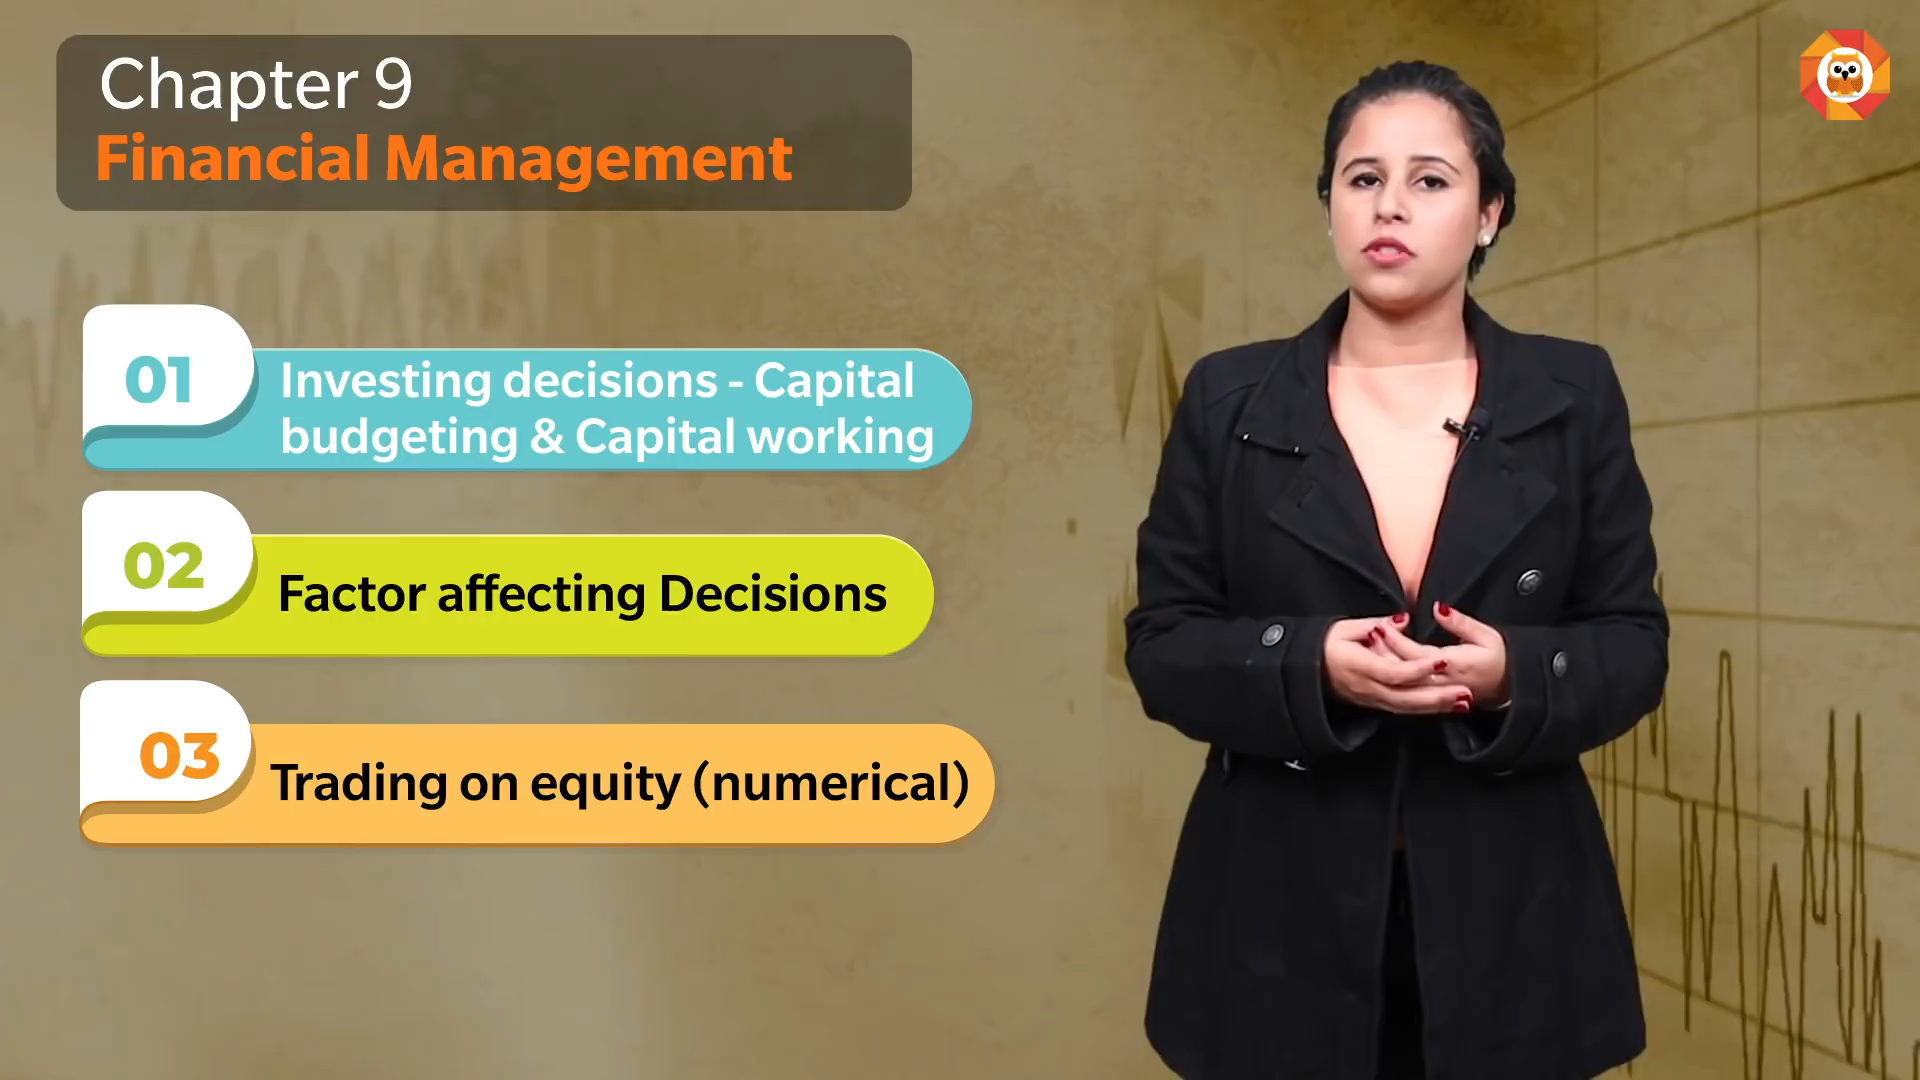 Chapter 9
Financial Management
01
Investing decisions - Capital
budgeting & Capital working
02
Factor affecting Decisions
03
Trading on equity (numerical)